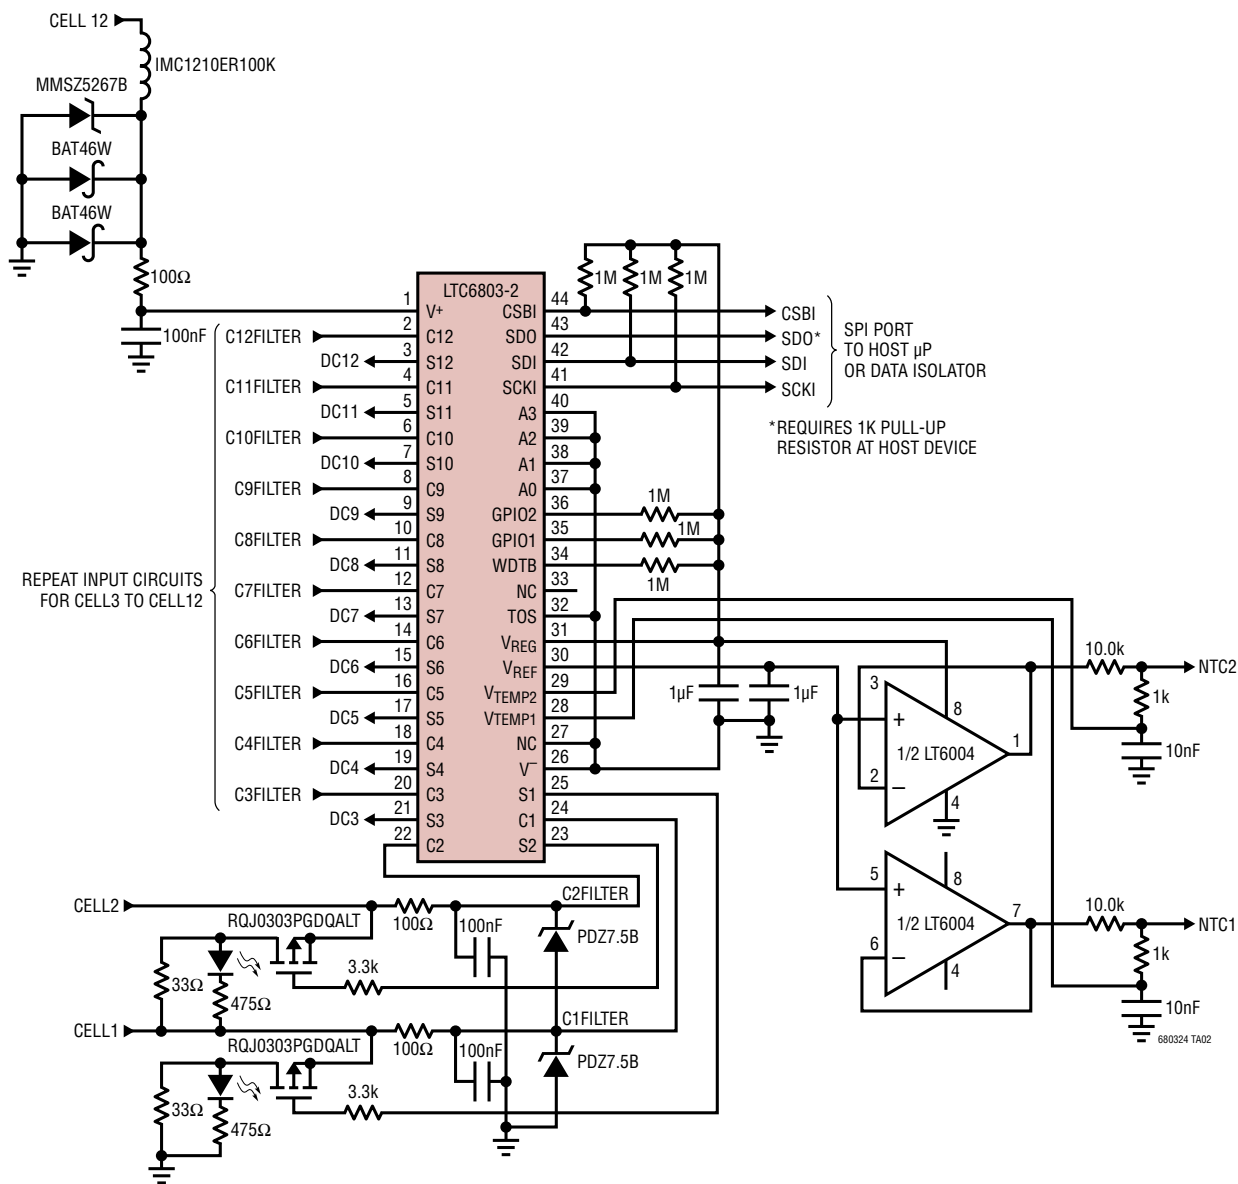 CELL 12
IMC1210ER100K
MMSZ5267B
BAT46W
BAT46W
100Ω
100nF
LTC6803-2
1 V+
2 C12
3 S12
4 C11
5 S11
6 C10
7 S10
8 C9
9 S9
10 C8
11 S8
12 C7
13 S7
14 C6
15 S6
16 C5
17 S5
18 C4
19 S4
20 C3
21 S3
22 C2
CSBI 44
SDO 43
SDI 42
SCKI 41
A3 40
A2 39
A1 38
A0 37
GPIO2 36
GPIO1 35
WDTB 34
NC 33
TOS 32
VREG 31
VREF 30
VTEMP2 29
VTEMP1 28
NC 27
V− 26
S1 25
C1 24
S2 23
C12FILTER
DC12
C11FILTER
DC11
C10FILTER
DC10
C9FILTER
DC9
C8FILTER
DC8
C7FILTER
DC7
C6FILTER
DC6
C5FILTER
DC5
C4FILTER
DC4
C3FILTER
DC3
REPEAT INPUT CIRCUITS
FOR CELL3 TO CELL12
1M
1M
1M
CSBI
SDO*
SDI
SCKI
SPI PORT
TO HOST µP
OR DATA ISOLATOR
*REQUIRES 1K PULL-UP
RESISTOR AT HOST DEVICE
1M
1M
1M
1µF
1µF
3
+
8
1/2 LT6004
1
2
−
4
10.0k
NTC2
1k
10nF
5
+
8
1/2 LT6004
7
6
−
4
10.0k
NTC1
1k
10nF
CELL2
RQJ0303PGDQALT
100Ω
100nF
C2FILTER
PDZ7.5B
33Ω
475Ω
3.3k
CELL1
RQJ0303PGDQALT
100Ω
100nF
C1FILTER
PDZ7.5B
33Ω
475Ω
3.3k
680324 TA02